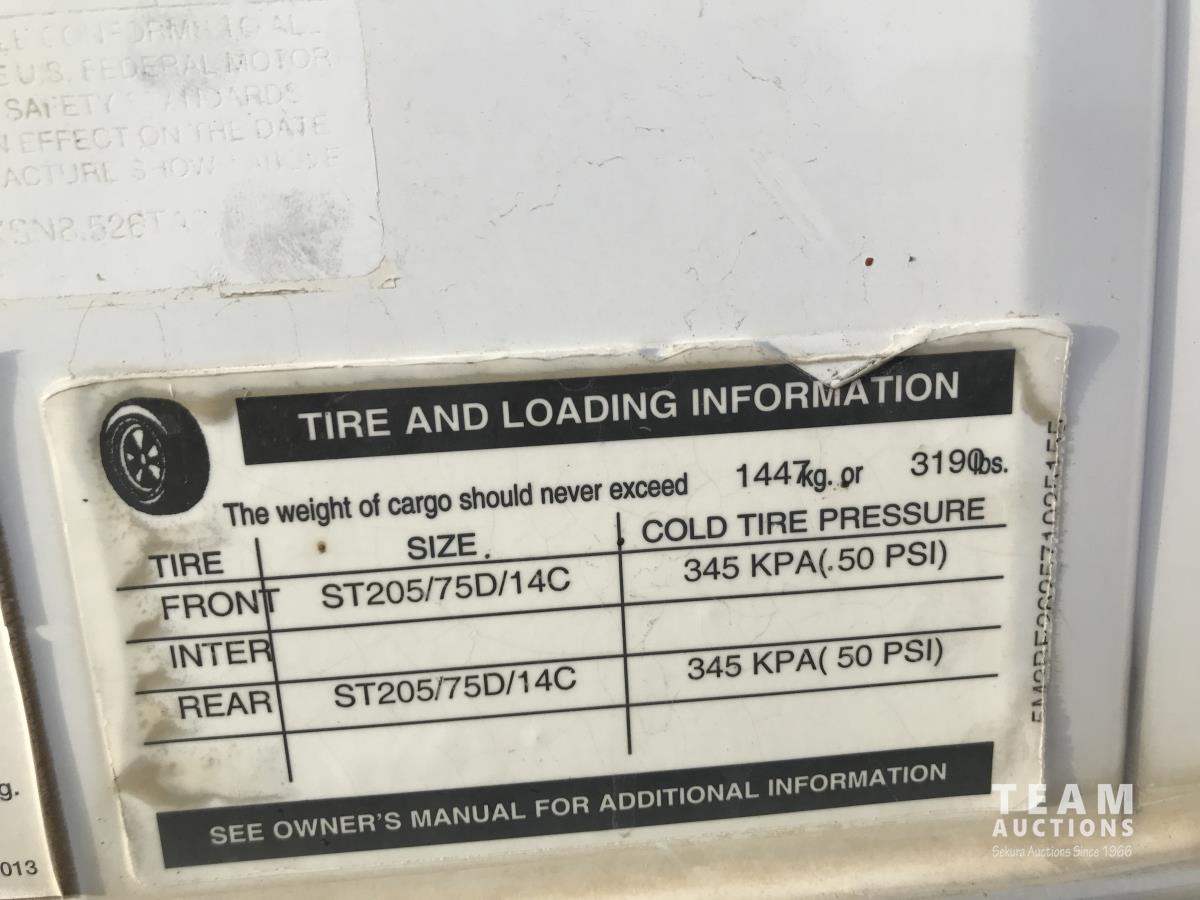 CONFORMS TO ALL
U.S. FEDERAL MOTOR
SAFETY STANDARDS
EFFECT ON THE DATE
TIRE AND LOADING INFORMATION
The weight of cargo should never exceed 1447kg. or 3190lbs.
TIRE SIZE COLD TIRE PRESSURE
FRONT ST205/75D/14C 345 KPA( 50 PSI)
INTER
REAR ST205/75D/14C 345 KPA( 50 PSI)
SEE OWNER'S MANUAL FOR ADDITIONAL INFORMATION
g.
013
TEAM
AUCTIONS
Sekura Auctions Since 1966